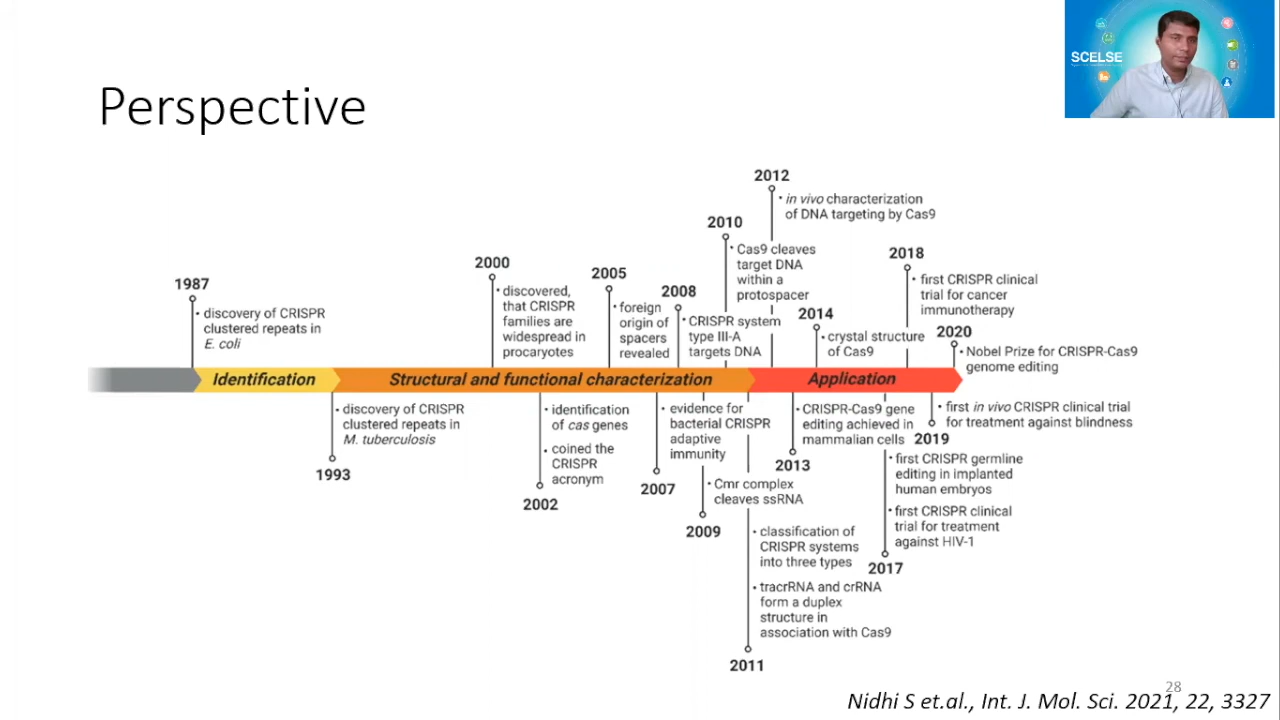 SCELSE
Perspective
2012
• in vivo characterization
of DNA targeting by Cas9
2010
• Cas9 cleaves
target DNA
within a
protospacer
2018
• first CRISPR clinical
trial for cancer
immunotherapy
2000
• discovered,
that CRISPR
families are
widespread in
procaryotes
2005
• foreign
origin of
spacers
revealed
1987
• discovery of CRISPR
clustered repeats in
E. coli
2008
• CRISPR system
type III-A
targets DNA
2014
• crystal structure
of Cas9
2020
• Nobel Prize for CRISPR-Cas9
genome editing
Identification
Structural and functional characterization
Application
• discovery of CRISPR
clustered repeats in
M. tuberculosis
1993
• identification
of cas genes
• coined the
CRISPR
acronym
2002
• evidence for
bacterial CRISPR
adaptive
immunity
2007
• Cmr complex
cleaves ssRNA
2009
• classification of
CRISPR systems
into three types
• tracrRNA and crRNA
form a duplex
structure in
association with Cas9
2011
• CRISPR-Cas9 gene
editing achieved in
mammalian cells
2013
• first in vivo CRISPR clinical trial
for treatment against blindness
2019
• first CRISPR germline
editing in implanted
human embryos
• first CRISPR clinical
trial for treatment
against HIV-1
2017
28
Nidhi S et.al., Int. J. Mol. Sci. 2021, 22, 3327